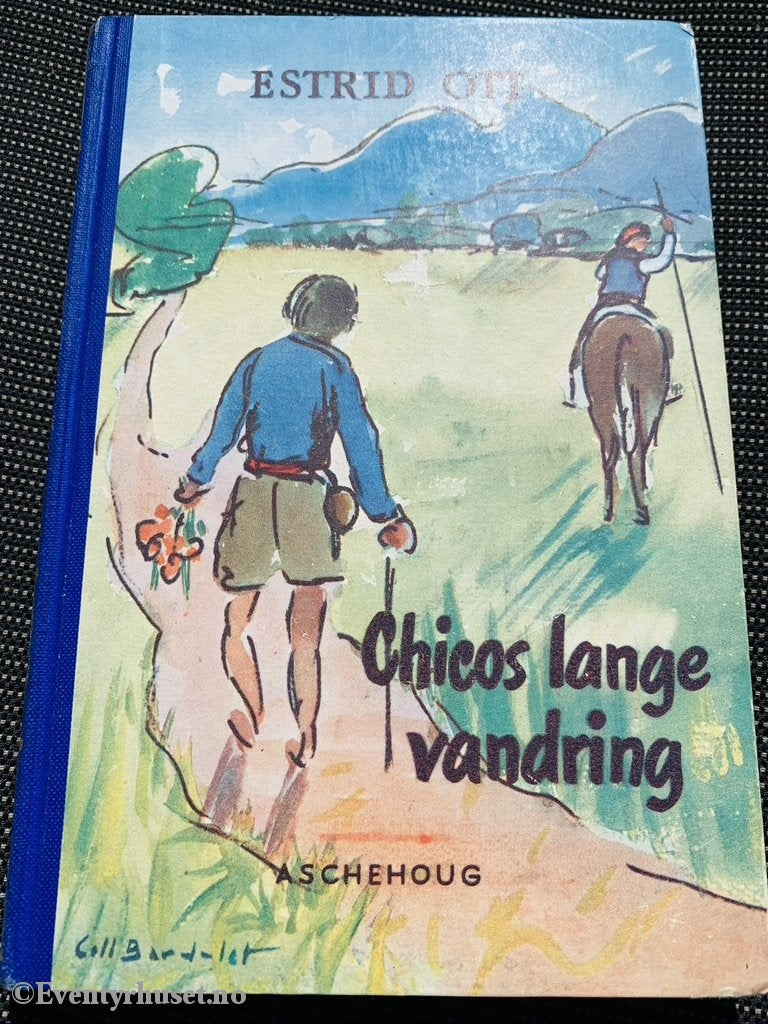 ESTRID OTT
Chicos lange
vandring
ASCHEHOUG
Coll Bardolet
©Eventyrhuset.no